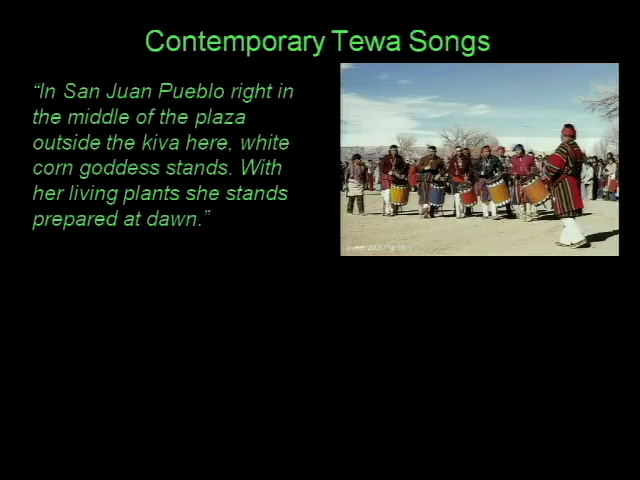 Contemporary Tewa Songs
“In San Juan Pueblo right in
the middle of the plaza
outside the kiva here, white
corn goddess stands. With
her living plants she stands
prepared at dawn.”